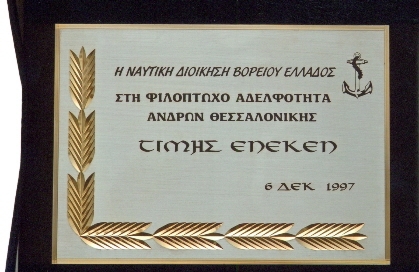 Η ΝΑΥΤΙΚΗ ΔΙΟΙΚΗΣΗ ΒΟΡΕΙΟΥ ΕΛΛΑΔΟΣ
ΣΤΗ ΦΙΛΟΠΤΩΧΟ ΑΔΕΛΦΟΤΗΤΑ
ΑΝΔΡΩΝ ΘΕΣΣΑΛΟΝΙΚΗΣ
ΤΙΜΗΣ ΕΝΕΚΕΝ
6 ΔΕΚ 1997